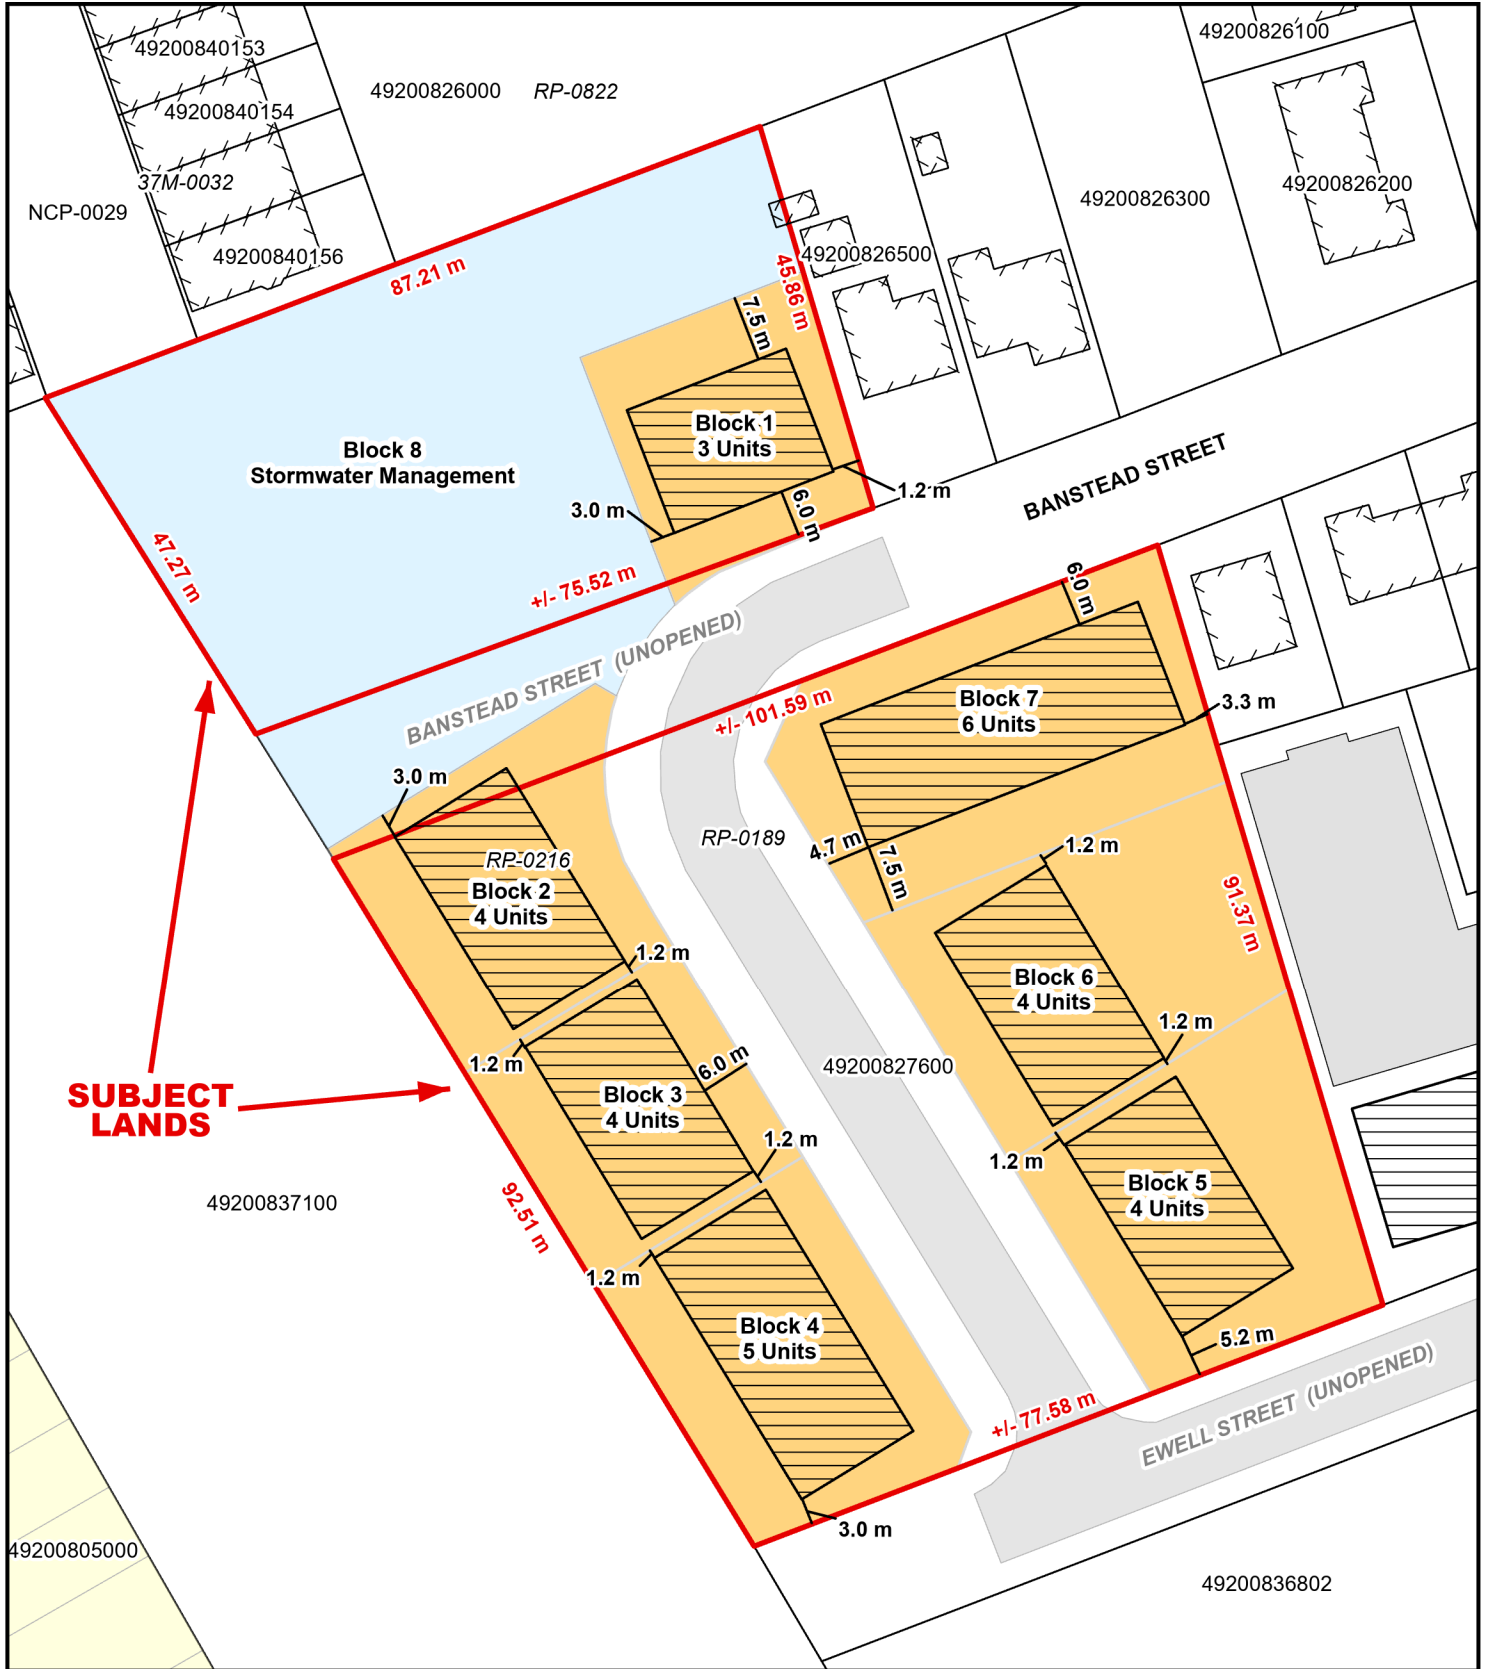 49200826100
49200840153
49200826000
RP-0822
49200840154
37M-0032
49200826200
49200826300
NCP-0029
49200840156
49200826500
87.21 m
45.86 m
7.5 m
Block 1
3 Units
Block 8
Stormwater Management
BANSTEAD STREET
1.2 m
3.0 m
6.0 m
47.27 m
+/- 75.52 m
6.0 m
BANSTEAD STREET (UNOPENED)
Block 7
6 Units
3.3 m
+/- 101.59 m
3.0 m
RP-0189
4.7 m
7.5 m
1.2 m
RP-0216
Block 2
4 Units
91.37 m
1.2 m
Block 6
4 Units
1.2 m
1.2 m
6.0 m
49200827600
SUBJECT
LANDS
Block 3
4 Units
1.2 m
1.2 m
Block 5
4 Units
49200837100
92.51 m
1.2 m
Block 4
5 Units
5.2 m
EWELL STREET (UNOPENED)
+/- 77.58 m
3.0 m
49200805000
49200836802